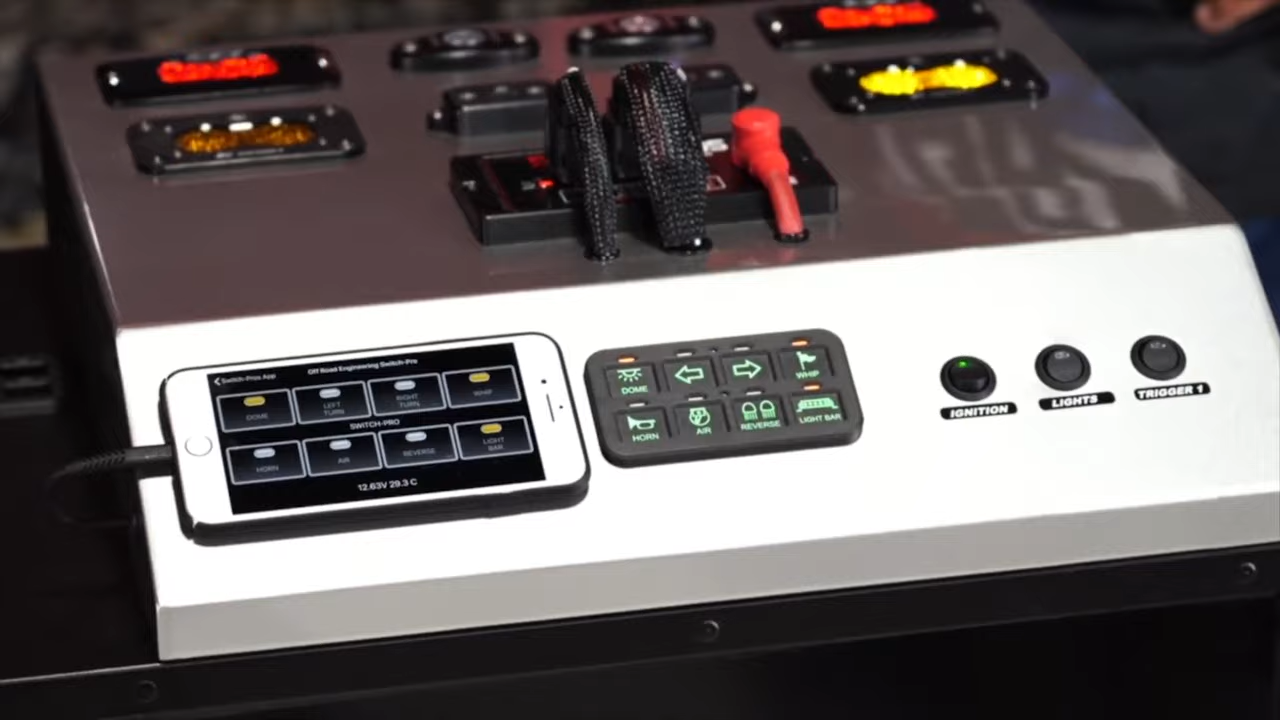 Switch-Pros App
Off Road Engineering Switch-Pro
DOME
LEFT
TURN
RIGHT
TURN
WHIP
SWITCH-PRO
HORN
AIR
REVERSE
LIGHT
BAR
12.63V 29.3 C
DOME
WHIP
HORN
AIR
REVERSE
LIGHT BAR
IGNITION
LIGHTS
TRIGGER 1